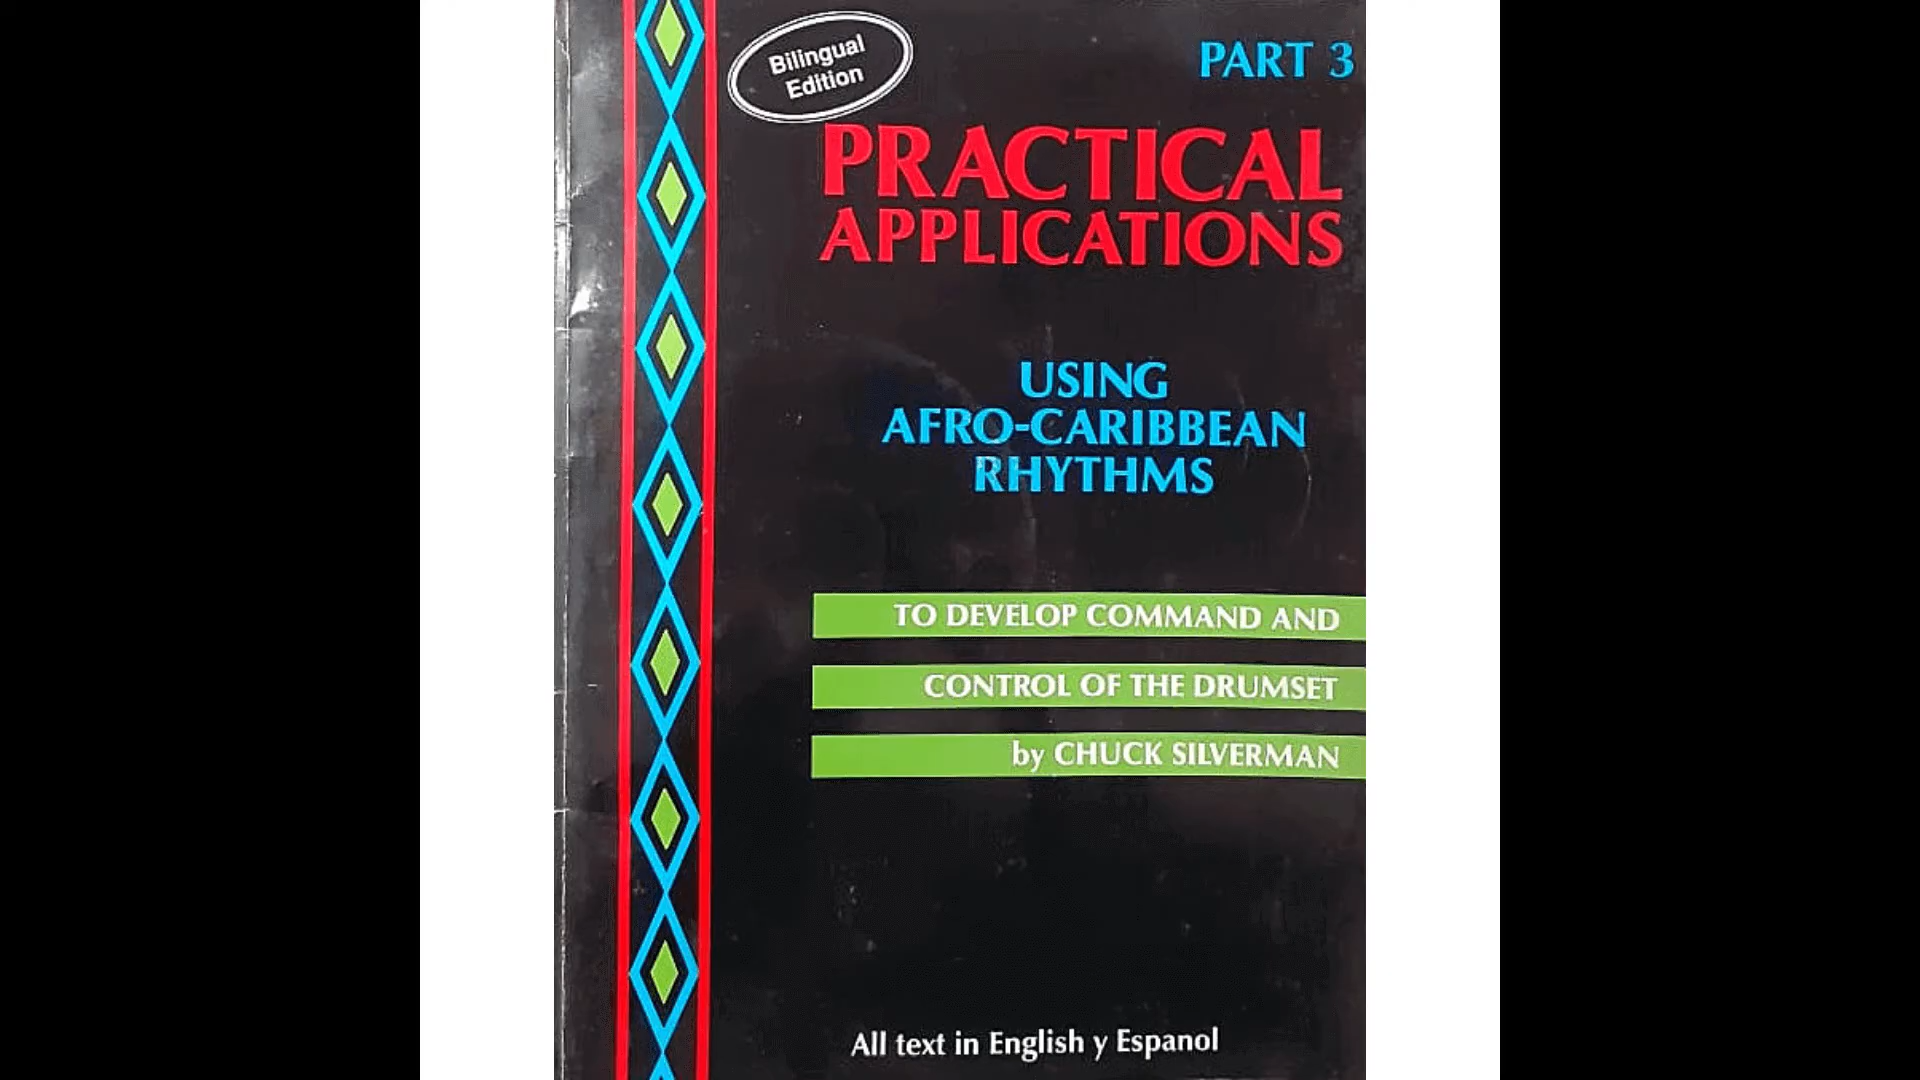 Bilingual
Edition
PART 3
PRACTICAL
APPLICATIONS
USING
AFRO-CARIBBEAN
RHYTHMS
TO DEVELOP COMMAND AND
CONTROL OF THE DRUMSET
by CHUCK SILVERMAN
All text in English y Espanol